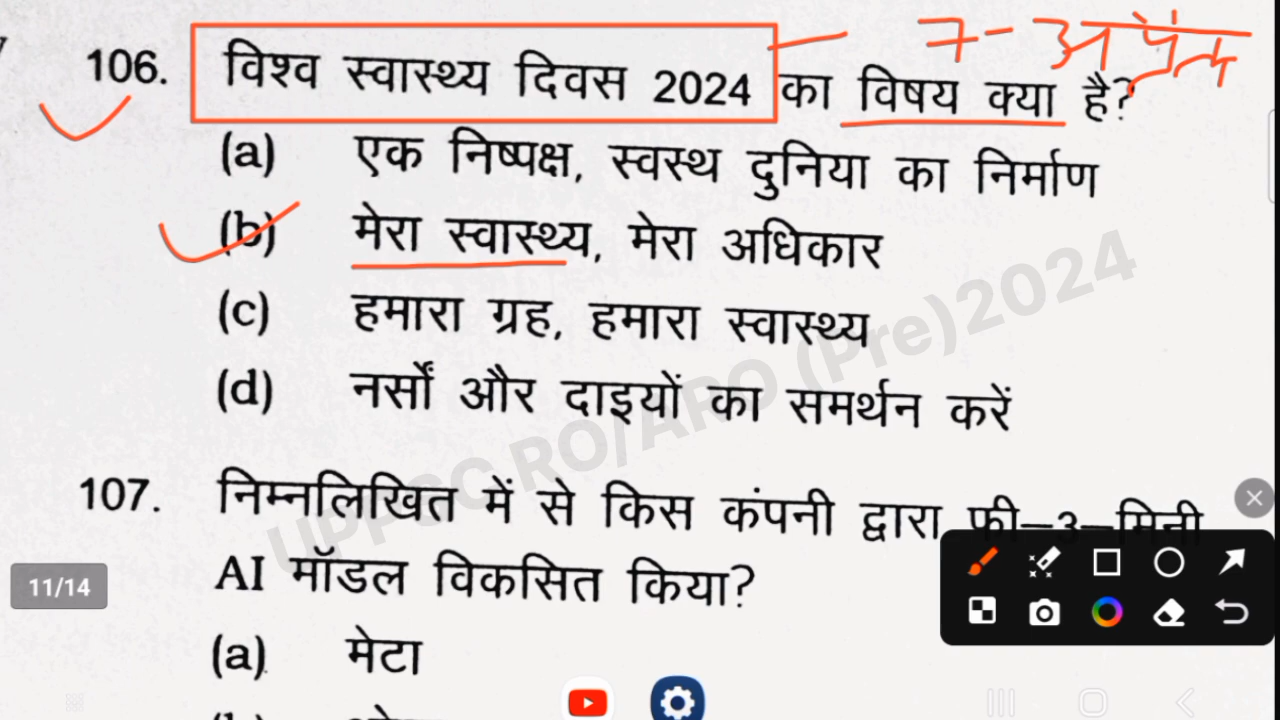 7- अप्रैल
106. विश्व स्वास्थ्य दिवस 2024 का विषय क्या है?
(a) एक निष्पक्ष, स्वस्थ दुनिया का निर्माण
(b) मेरा स्वास्थ्य, मेरा अधिकार
(c) हमारा ग्रह, हमारा स्वास्थ्य
(d) नर्सों और दाइयों का समर्थन करें
UPPSC RO/ARO (Pre)2024
107. निम्नलिखित में से किस कंपनी द्वारा फी-3-मिनी
AI मॉडल विकसित किया?
11/14
(a) मेटा